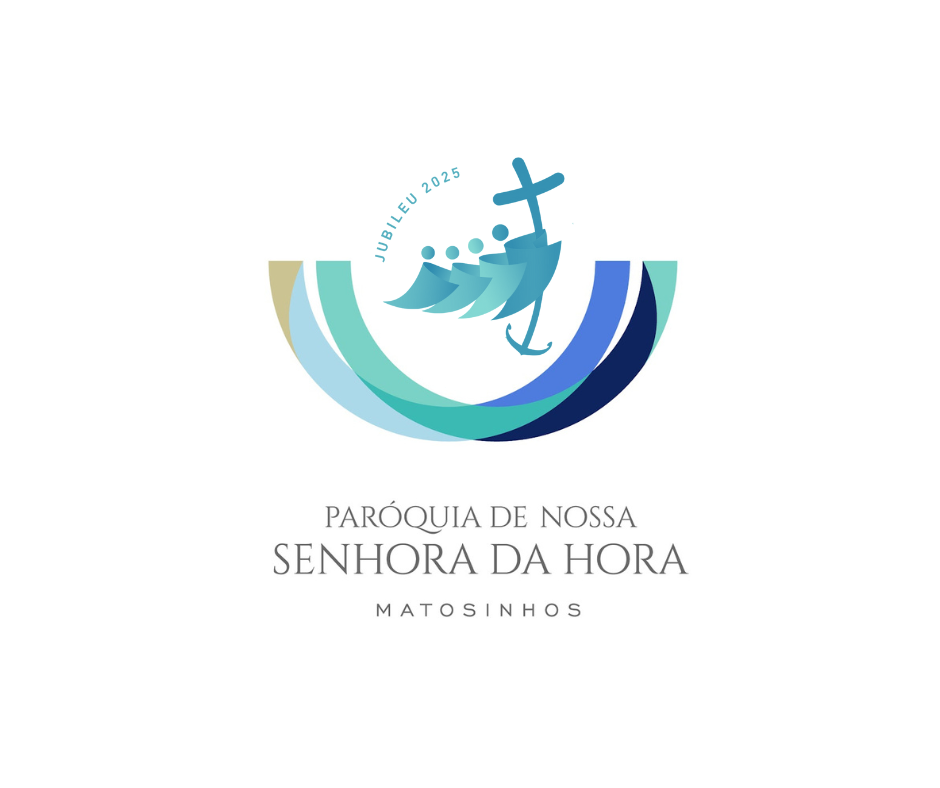 JUBILEU 2025
PARÓQUIA DE NOSSA
SENHORA DA HORA
MATOSINHOS